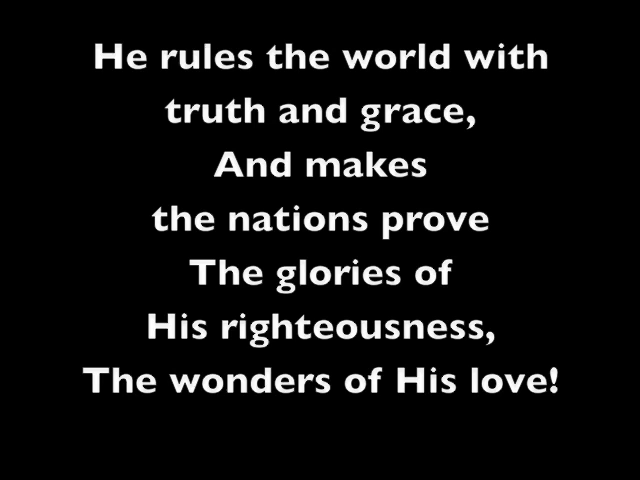 He rules the world with
truth and grace,
And makes
the nations prove
The glories of
His righteousness,
The wonders of His love!